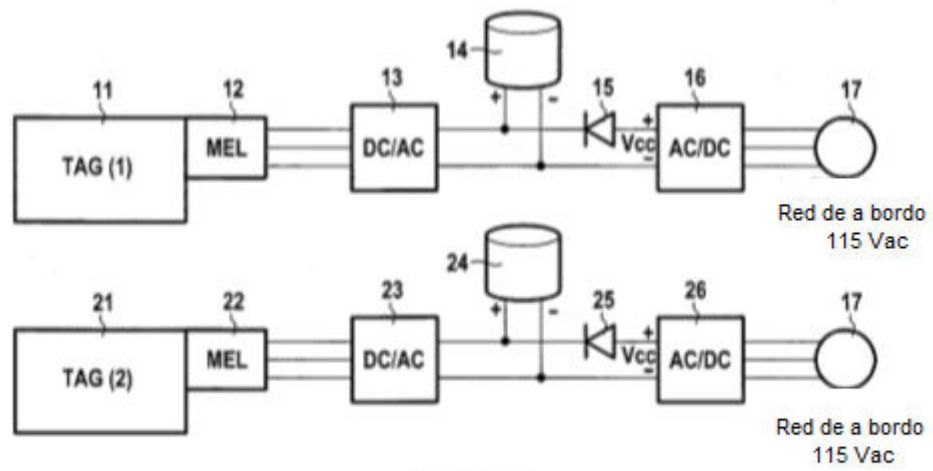 14
11
12
13
15
16
17
+
-
TAG (1)
MEL
DC/AC
Vcc
+
-
AC/DC
Red de a bordo
115 Vac
24
21
22
23
25
26
17
+
-
TAG (2)
MEL
DC/AC
Vcc
+
-
AC/DC
Red de a bordo
115 Vac